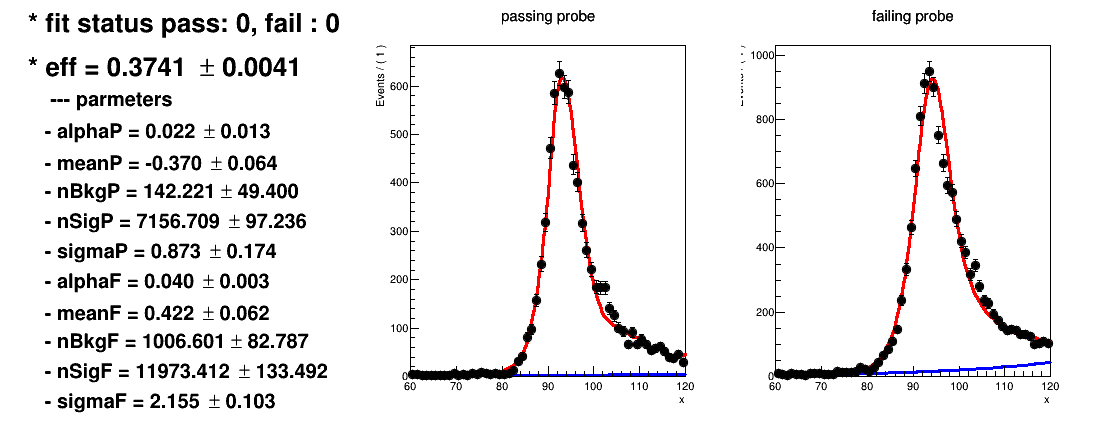 * fit status pass: 0, fail : 0
* eff = 0.3741 ± 0.0041
--- parmeters
- alphaP = 0.022 ± 0.013
- meanP = -0.370 ± 0.064
- nBkgP = 142.221 ± 49.400
- nSigP = 7156.709 ± 97.236
- sigmaP = 0.873 ± 0.174
- alphaF = 0.040 ± 0.003
- meanF = 0.422 ± 0.062
- nBkgF = 1006.601 ± 82.787
- nSigF = 11973.412 ± 133.492
- sigmaF = 2.155 ± 0.103
passing probe
Events / ( 1 )
600
500
400
300
200
100
0
60 70 80 90 100 110 120
x
failing probe
1000
800
600
400
200
0
60 70 80 90 100 110 120
x